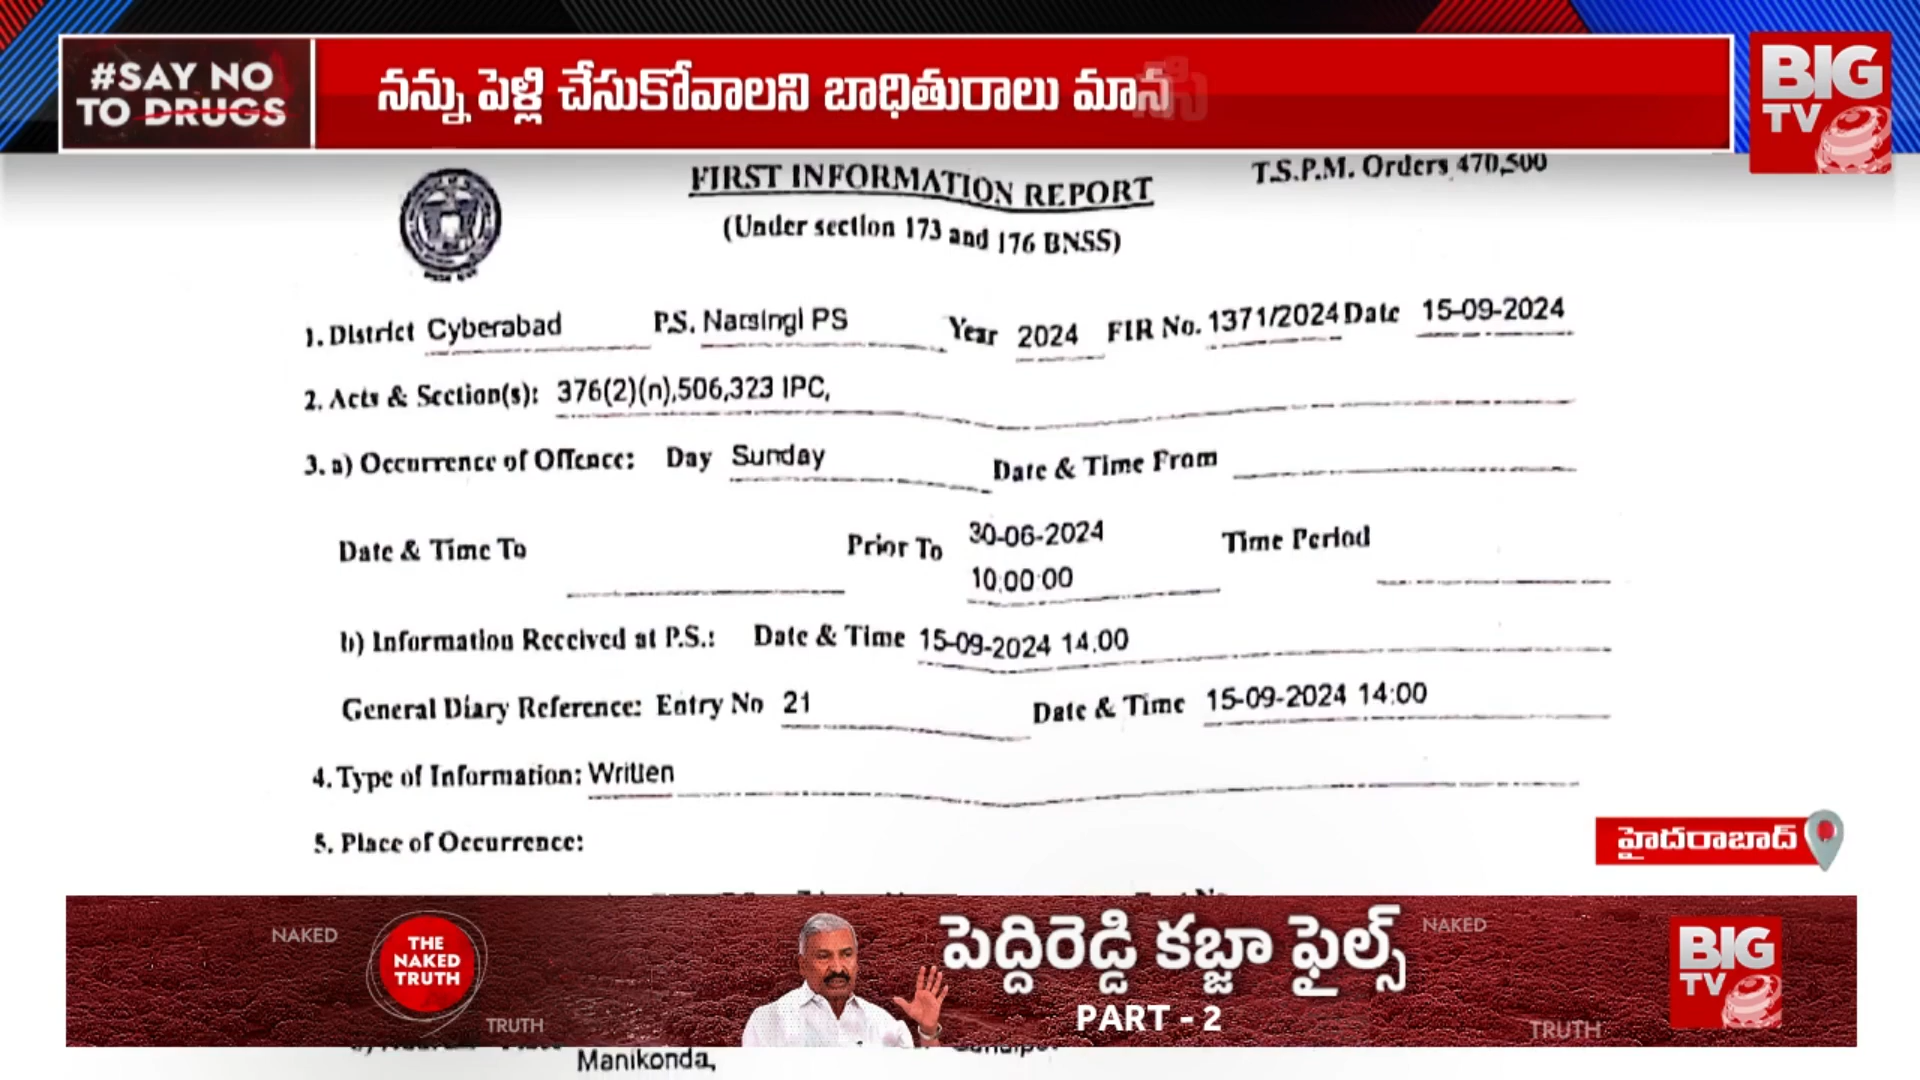 #SAY NO
TO DRUGS
నన్ను పెళ్లి చేసుకోవాలని బాధితురాలు మాన
BIG
TV
FIRST INFORMATION REPORT
T.S.P.M. Orders 470,500
(Under section 173 and 176 BNSS)
1. District Cyberabad P.S. Narsingi PS Year 2024 FIR No. 1371/2024 Date 15-09-2024
2. Acts & Section(s): 376(2)(n),506,323 IPC,
3. a) Occurrence of Offence: Day Sunday Date & Time From
Date & Time To Prior To 30-06-2024 Time Period
10:00:00
b) Information Received at P.S.: Date & Time 15-09-2024 14:00
General Diary Reference: Entry No 21 Date & Time 15-09-2024 14:00
4. Type of Information: Written
5. Place of Occurrence:
హైదరాబాద్
NAKED
THE
NAKED
TRUTH
TRUTH
పెద్దిరెడ్డి కబ్జా ఫైల్స్
PART - 2
NAKED
BIG
TV
TRUTH
Manikonda,